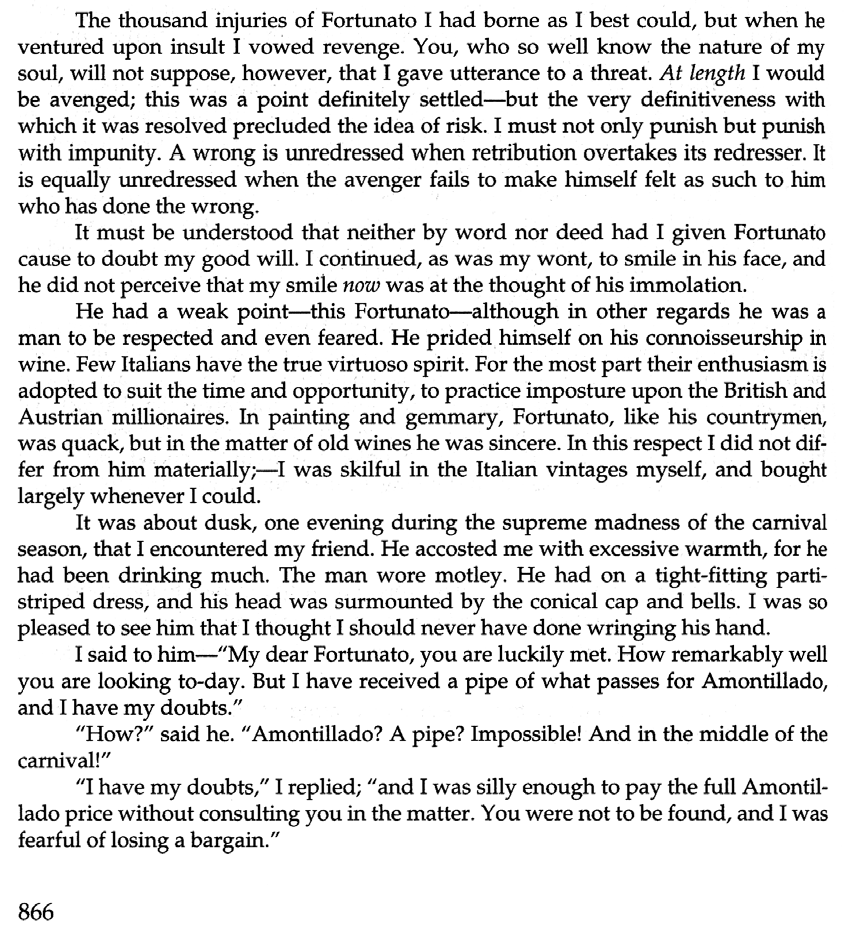 The thousand injuries of Fortunato I had borne as I best could, but when he
ventured upon insult I vowed revenge. You, who so well know the nature of my
soul, will not suppose, however, that I gave utterance to a threat. At length I would
be avenged; this was a point definitely settled—but the very definitiveness with
which it was resolved precluded the idea of risk. I must not only punish but punish
with impunity. A wrong is unredressed when retribution overtakes its redresser. It
is equally unredressed when the avenger fails to make himself felt as such to him
who has done the wrong.
It must be understood that neither by word nor deed had I given Fortunato
cause to doubt my good will. I continued, as was my wont, to smile in his face, and
he did not perceive that my smile now was at the thought of his immolation.
He had a weak point—this Fortunato—although in other regards he was a
man to be respected and even feared. He prided himself on his connoisseurship in
wine. Few Italians have the true virtuoso spirit. For the most part their enthusiasm is
adopted to suit the time and opportunity, to practice imposture upon the British and
Austrian millionaires. In painting and gemmary, Fortunato, like his countrymen,
was quack, but in the matter of old wines he was sincere. In this respect I did not dif-
fer from him materially;—I was skilful in the Italian vintages myself, and bought
largely whenever I could.
It was about dusk, one evening during the supreme madness of the carnival
season, that I encountered my friend. He accosted me with excessive warmth, for he
had been drinking much. The man wore motley. He had on a tight-fitting parti-
striped dress, and his head was surmounted by the conical cap and bells. I was so
pleased to see him that I thought I should never have done wringing his hand.
I said to him—"My dear Fortunato, you are luckily met. How remarkably well
you are looking to-day. But I have received a pipe of what passes for Amontillado,
and I have my doubts."
"How?" said he. "Amontillado? A pipe? Impossible! And in the middle of the
carnival!"
"I have my doubts," I replied; "and I was silly enough to pay the full Amontil-
lado price without consulting you in the matter. You were not to be found, and I was
fearful of losing a bargain."
866